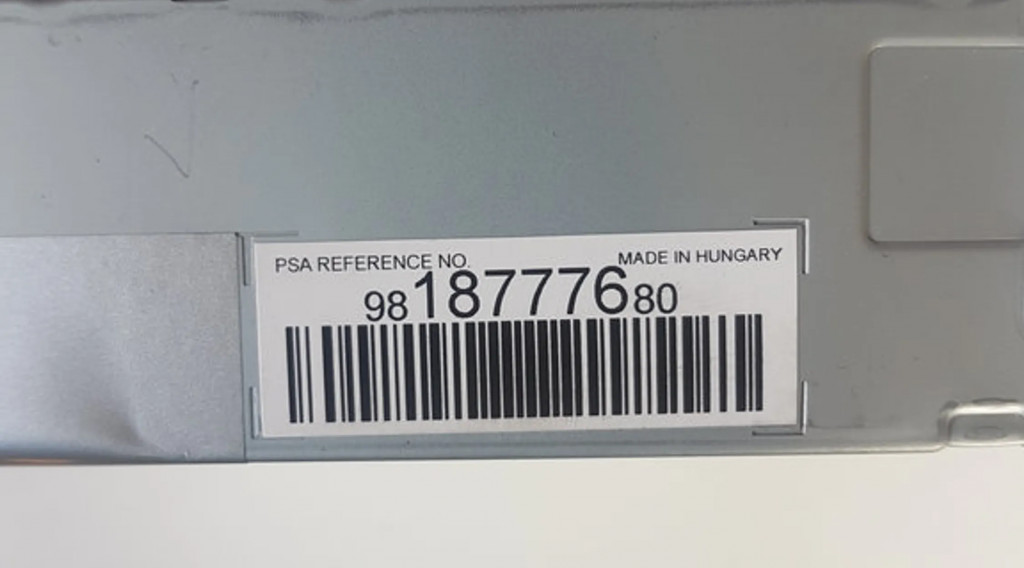 PSA REFERENCE NO. MADE IN HUNGARY
9818777680